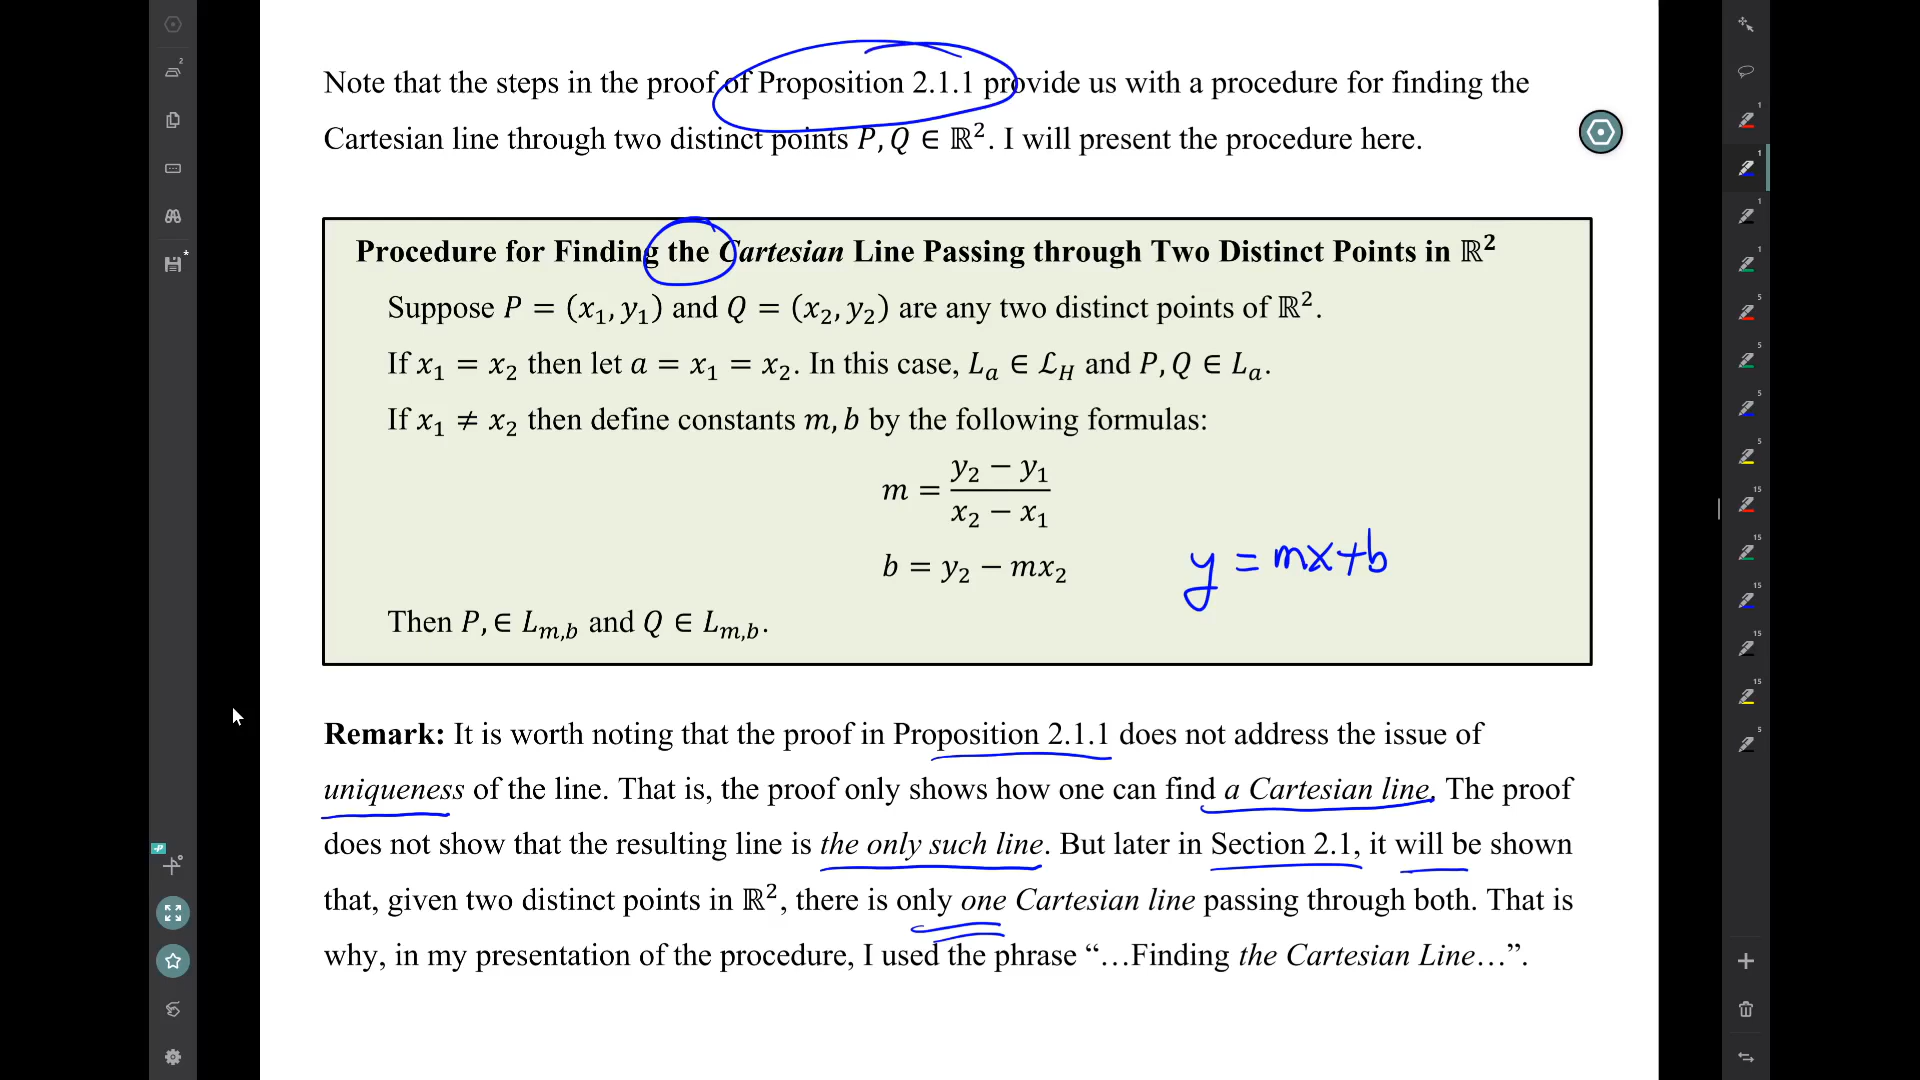 Note that the steps in the proof of Proposition 2.1.1 provide us with a procedure for finding the
Cartesian line through two distinct points P, Q ∈ ℝ². I will present the procedure here.
Procedure for Finding the Cartesian Line Passing through Two Distinct Points in ℝ²
Suppose P = (x₁, y₁) and Q = (x₂, y₂) are any two distinct points of ℝ².
If x₁ = x₂ then let a = x₁ = x₂. In this case, Lₐ ∈ ℒ_H and P, Q ∈ Lₐ.
If x₁ ≠ x₂ then define constants m, b by the following formulas:
m = (y₂ − y₁)/(x₂ − x₁)
b = y₂ − mx₂
y = mx+b
Then P, ∈ L_{m,b} and Q ∈ L_{m,b}.
Remark: It is worth noting that the proof in Proposition 2.1.1 does not address the issue of
uniqueness of the line. That is, the proof only shows how one can find a Cartesian line. The proof
does not show that the resulting line is the only such line. But later in Section 2.1, it will be shown
that, given two distinct points in ℝ², there is only one Cartesian line passing through both. That is
why, in my presentation of the procedure, I used the phrase “…Finding the Cartesian Line…”.